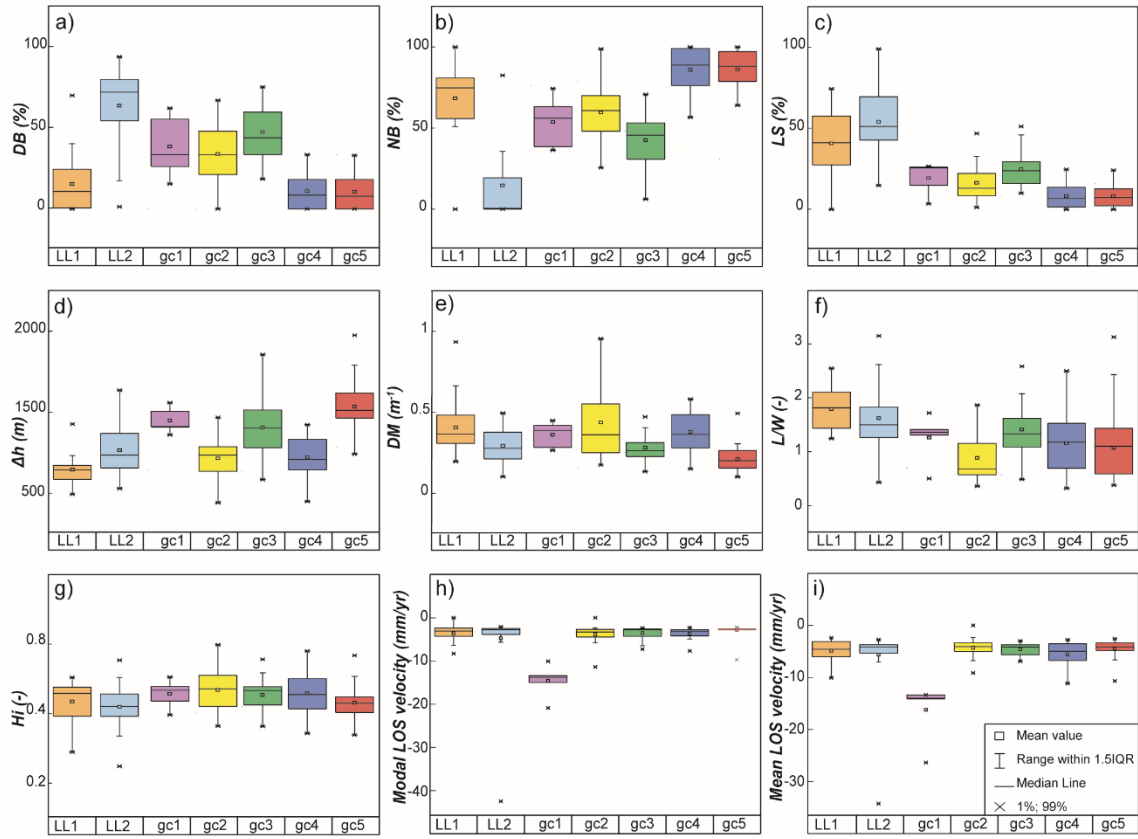 a)
DB (%)
100
50
0
LL1 LL2 gc1 gc2 gc3 gc4 gc5
b)
NB (%)
100
50
0
LL1 LL2 gc1 gc2 gc3 gc4 gc5
c)
LS (%)
100
50
0
LL1 LL2 gc1 gc2 gc3 gc4 gc5
d)
Δh (m)
2000
1500
500
LL1 LL2 gc1 gc2 gc3 gc4 gc5
e)
DM (m⁻¹)
1
0.5
0
LL1 LL2 gc1 gc2 gc3 gc4 gc5
f)
L/W (-)
3
2
1
0
LL1 LL2 gc1 gc2 gc3 gc4 gc5
g)
Hi (-)
0.8
0.4
0.2
LL1 LL2 gc1 gc2 gc3 gc4 gc5
h)
Modal LOS velocity (mm/yr)
0
-10
-20
-30
-40
LL1 LL2 gc1 gc2 gc3 gc4 gc5
i)
Mean LOS velocity (mm/yr)
0
-10
-20
-30
LL1 LL2 gc1 gc2 gc3 gc4 gc5
Mean value
Range within 1.5IQR
Median Line
1%; 99%